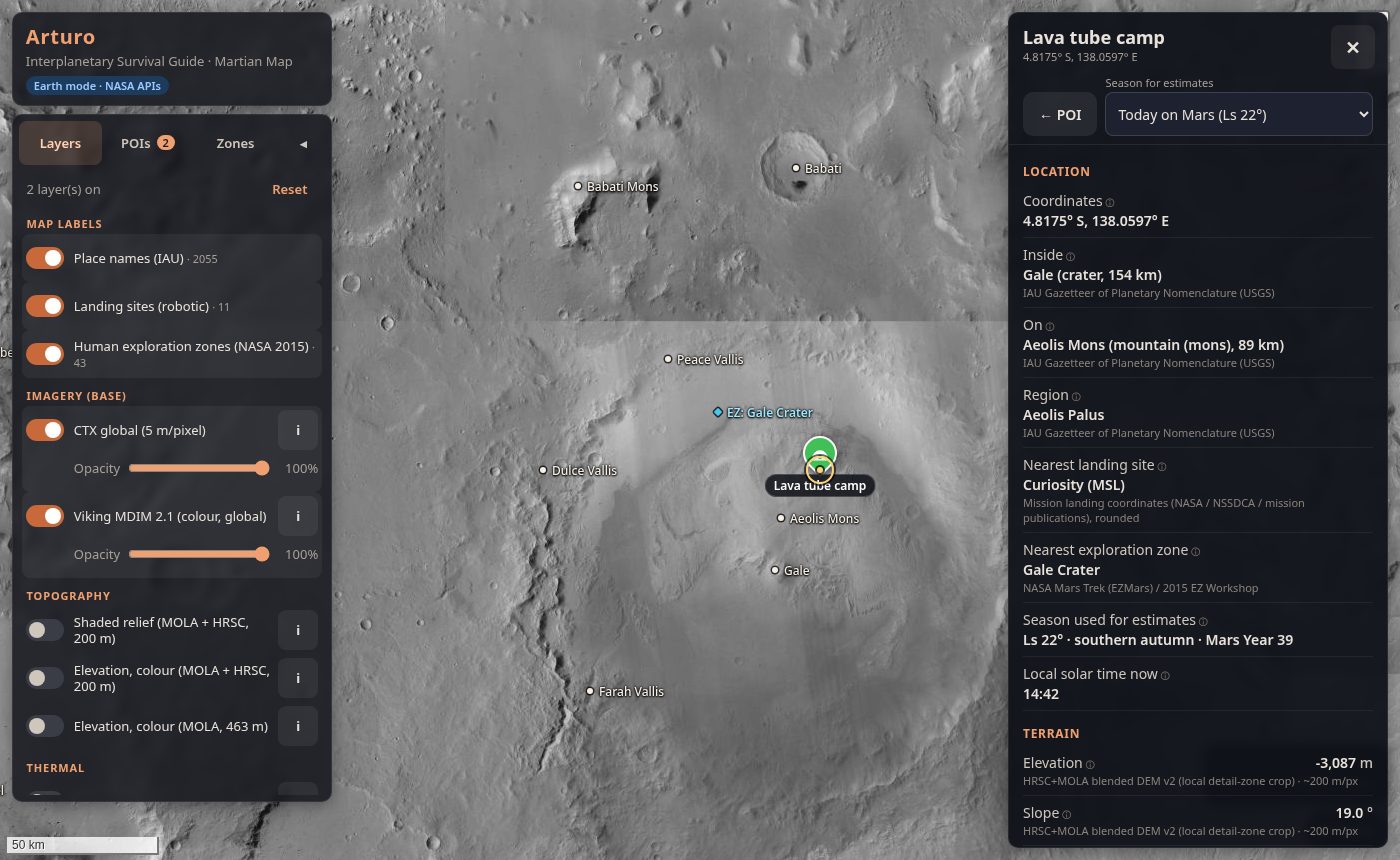 Arturo
Interplanetary Survival Guide · Martian Map
Earth mode · NASA APIs
Layers
POIs 2
Zones
◂
2 layer(s) on
Reset
MAP LABELS
Place names (IAU) · 2055
Landing sites (robotic) · 11
Human exploration zones (NASA 2015) ·
43
IMAGERY (BASE)
CTX global (5 m/pixel)
i
Opacity
100%
Viking MDIM 2.1 (colour, global)
i
Opacity
100%
TOPOGRAPHY
Shaded relief (MOLA + HRSC,
200 m)
i
Elevation, colour (MOLA + HRSC,
200 m)
i
Elevation, colour (MOLA, 463 m)
i
THERMAL
50 km
Babati Mons
Babati
Peace Vallis
EZ: Gale Crater
Dulce Vallis
Lava tube camp
Aeolis Mons
Gale
Farah Vallis
Lava tube camp
4.8175° S, 138.0597° E
✕
Season for estimates
← POI
Today on Mars (Ls 22°)
LOCATION
Coordinates ⓘ
4.8175° S, 138.0597° E
Inside ⓘ
Gale (crater, 154 km)
IAU Gazetteer of Planetary Nomenclature (USGS)
On ⓘ
Aeolis Mons (mountain (mons), 89 km)
IAU Gazetteer of Planetary Nomenclature (USGS)
Region ⓘ
Aeolis Palus
IAU Gazetteer of Planetary Nomenclature (USGS)
Nearest landing site ⓘ
Curiosity (MSL)
Mission landing coordinates (NASA / NSSDCA / mission
publications), rounded
Nearest exploration zone ⓘ
Gale Crater
NASA Mars Trek (EZMars) / 2015 EZ Workshop
Season used for estimates ⓘ
Ls 22° · southern autumn · Mars Year 39
Local solar time now ⓘ
14:42
TERRAIN
Elevation ⓘ
-3,087 m
HRSC+MOLA blended DEM v2 (local detail-zone crop) · ~200 m/px
Slope ⓘ
19.0 °
HRSC+MOLA blended DEM v2 (local detail-zone crop) · ~200 m/px